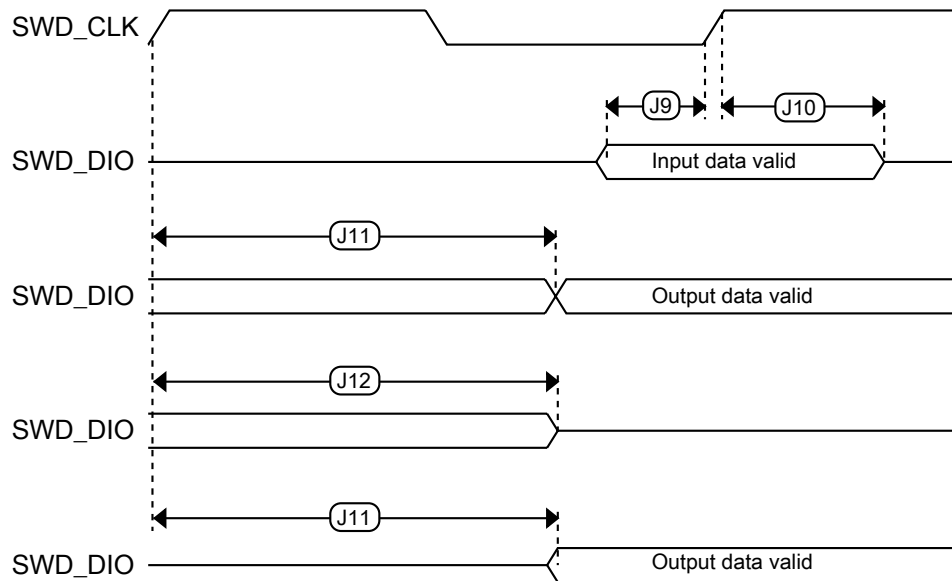 SWD_CLK
J9
J10
SWD_DIO
Input data valid
J11
SWD_DIO
Output data valid
J12
SWD_DIO
J11
SWD_DIO
Output data valid